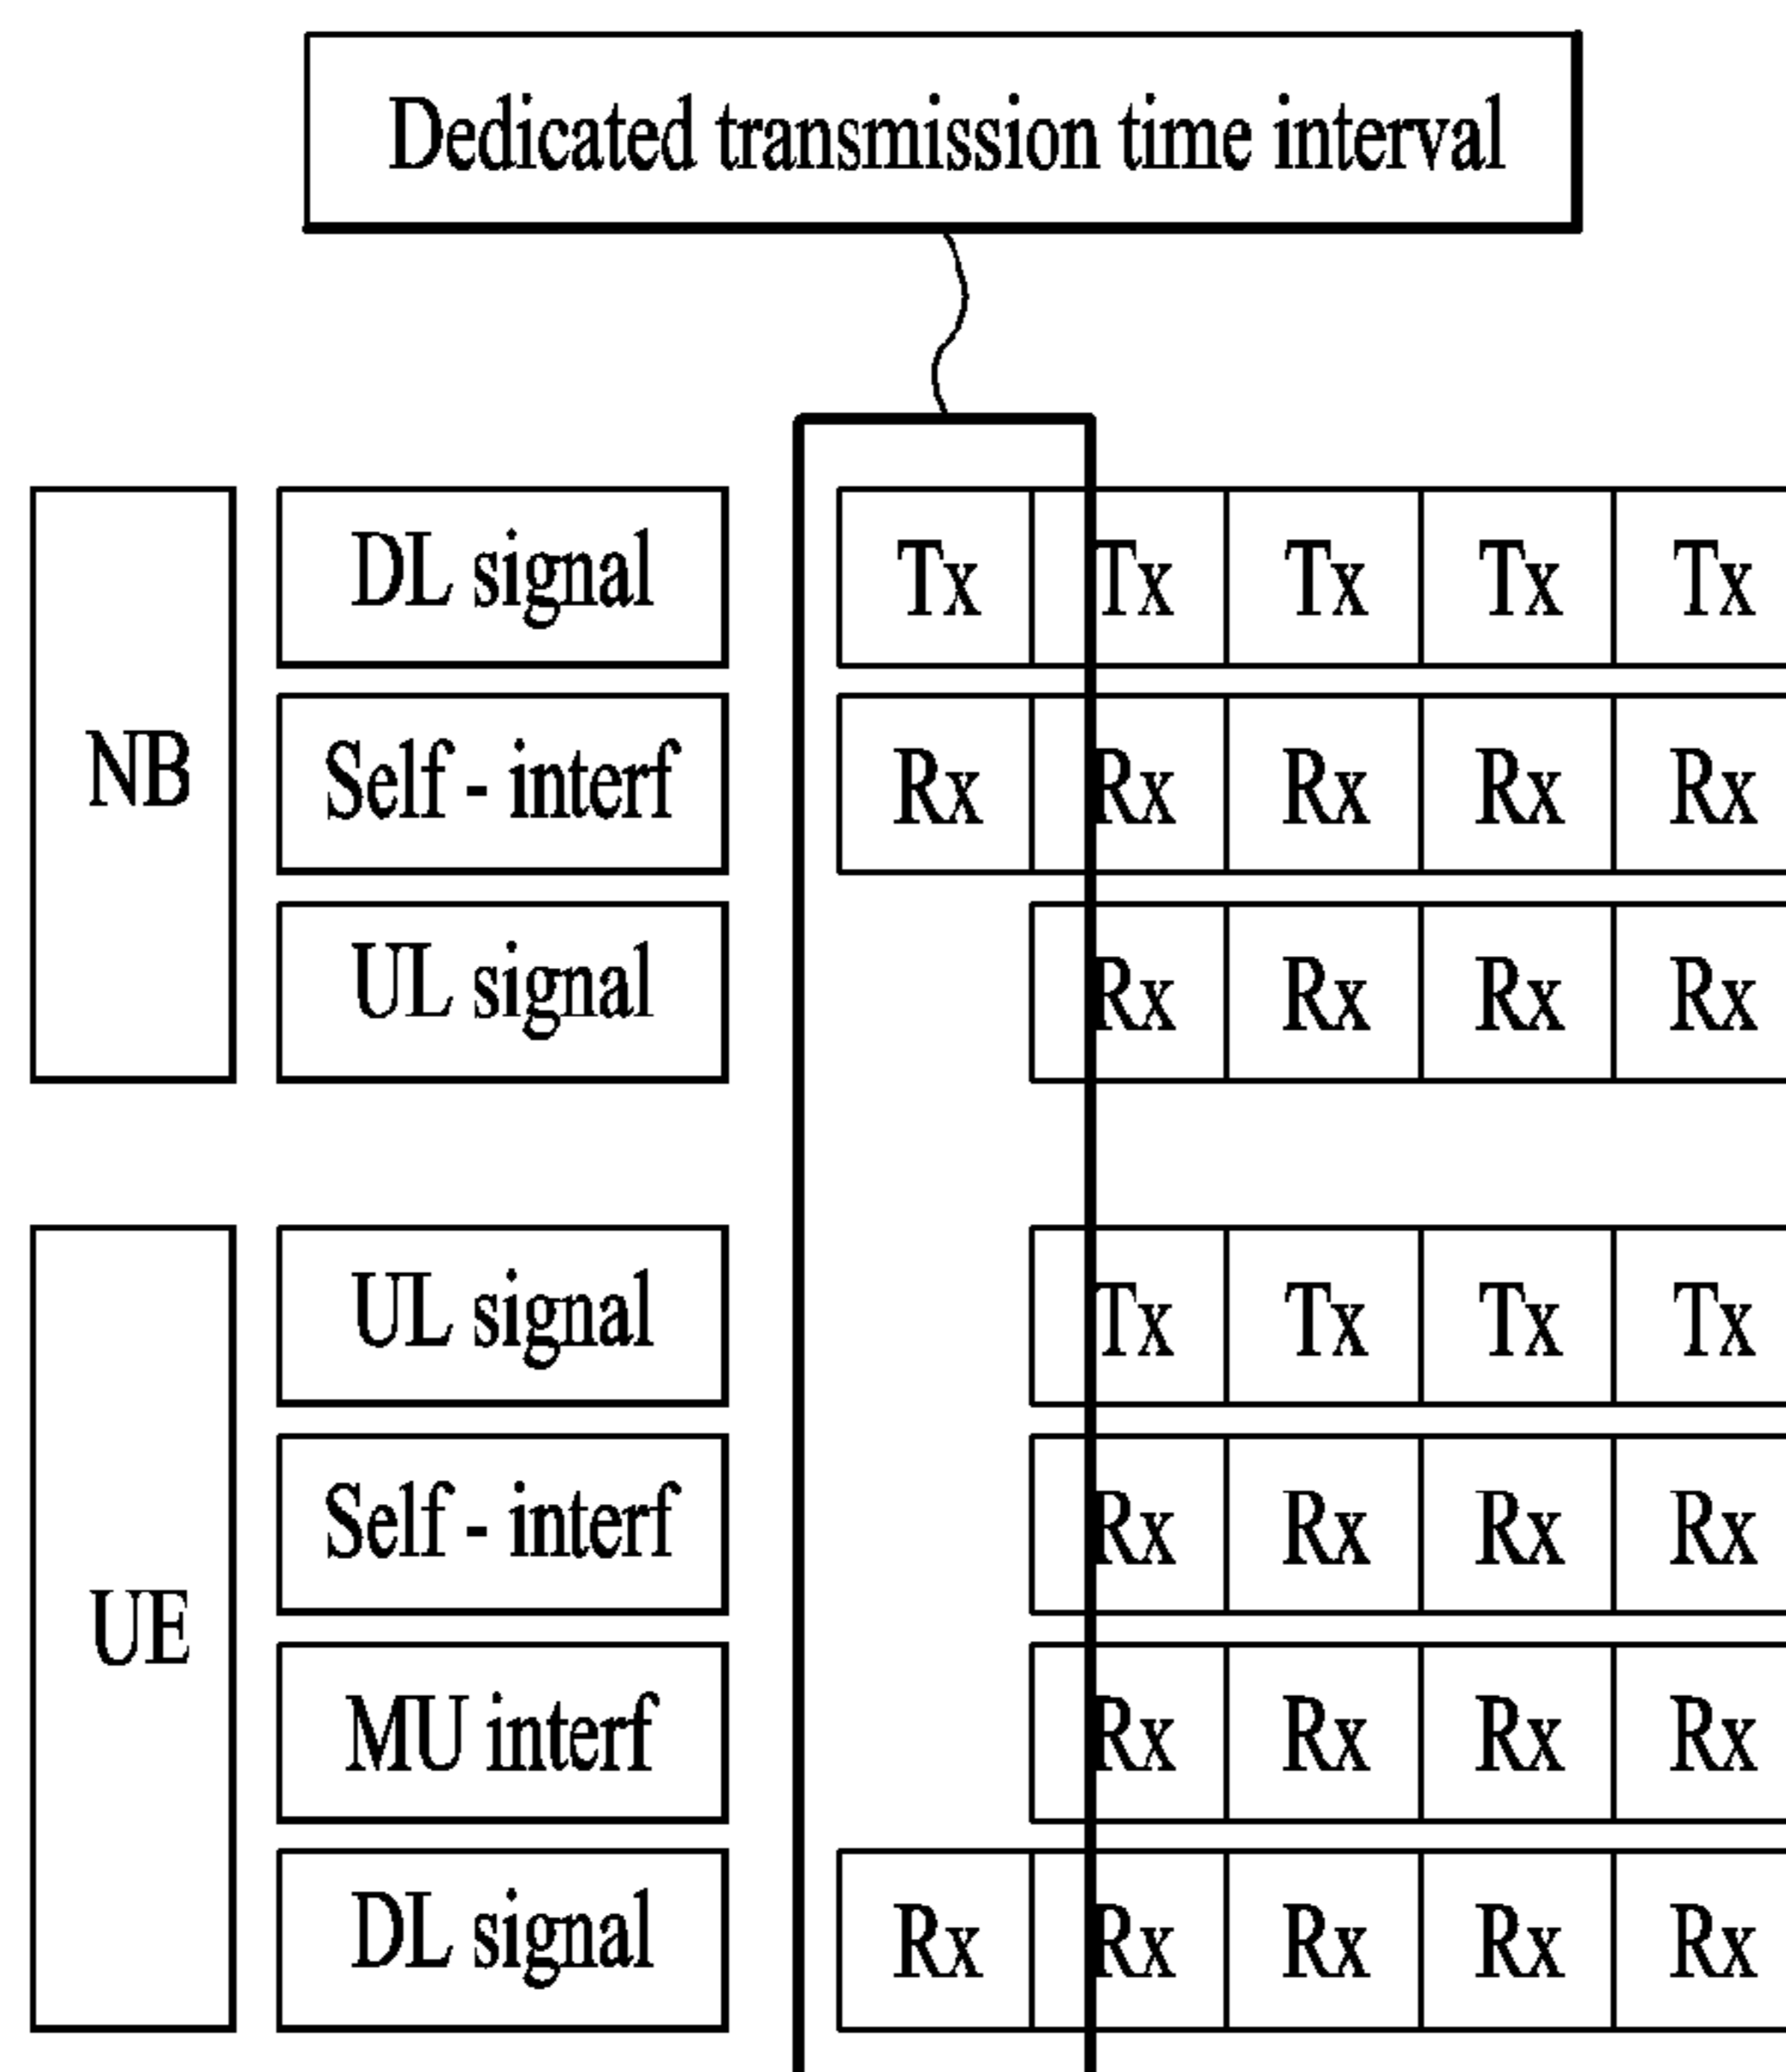 Dedicated transmission time interval
NB
DL signal Tx Tx Tx Tx Tx
Self - interf Rx Rx Rx Rx Rx
UL signal Rx Rx Rx Rx
UE
UL signal Tx Tx Tx Tx
Self - interf Rx Rx Rx Rx
MU interf Rx Rx Rx Rx
DL signal Rx Rx Rx Rx Rx